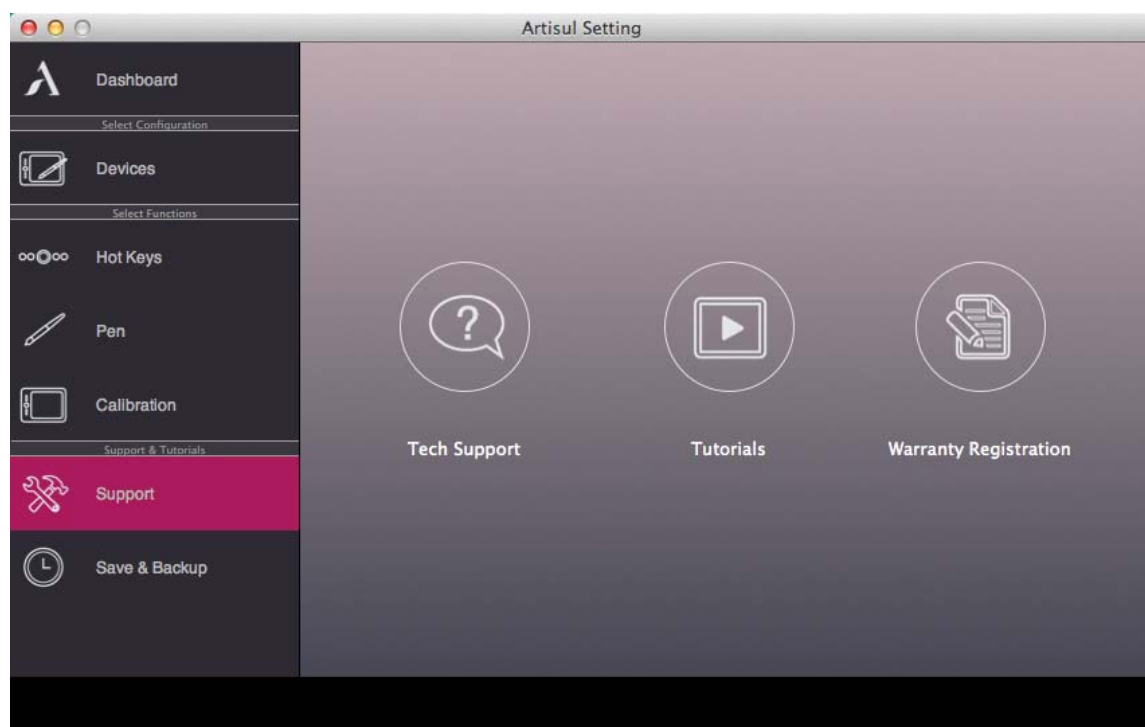 Artisul Setting
Dashboard
Select Configuration
Devices
Select Functions
Hot Keys
Pen
Calibration
Support & Tutorials
Support
Save & Backup
Tech Support
Tutorials
Warranty Registration